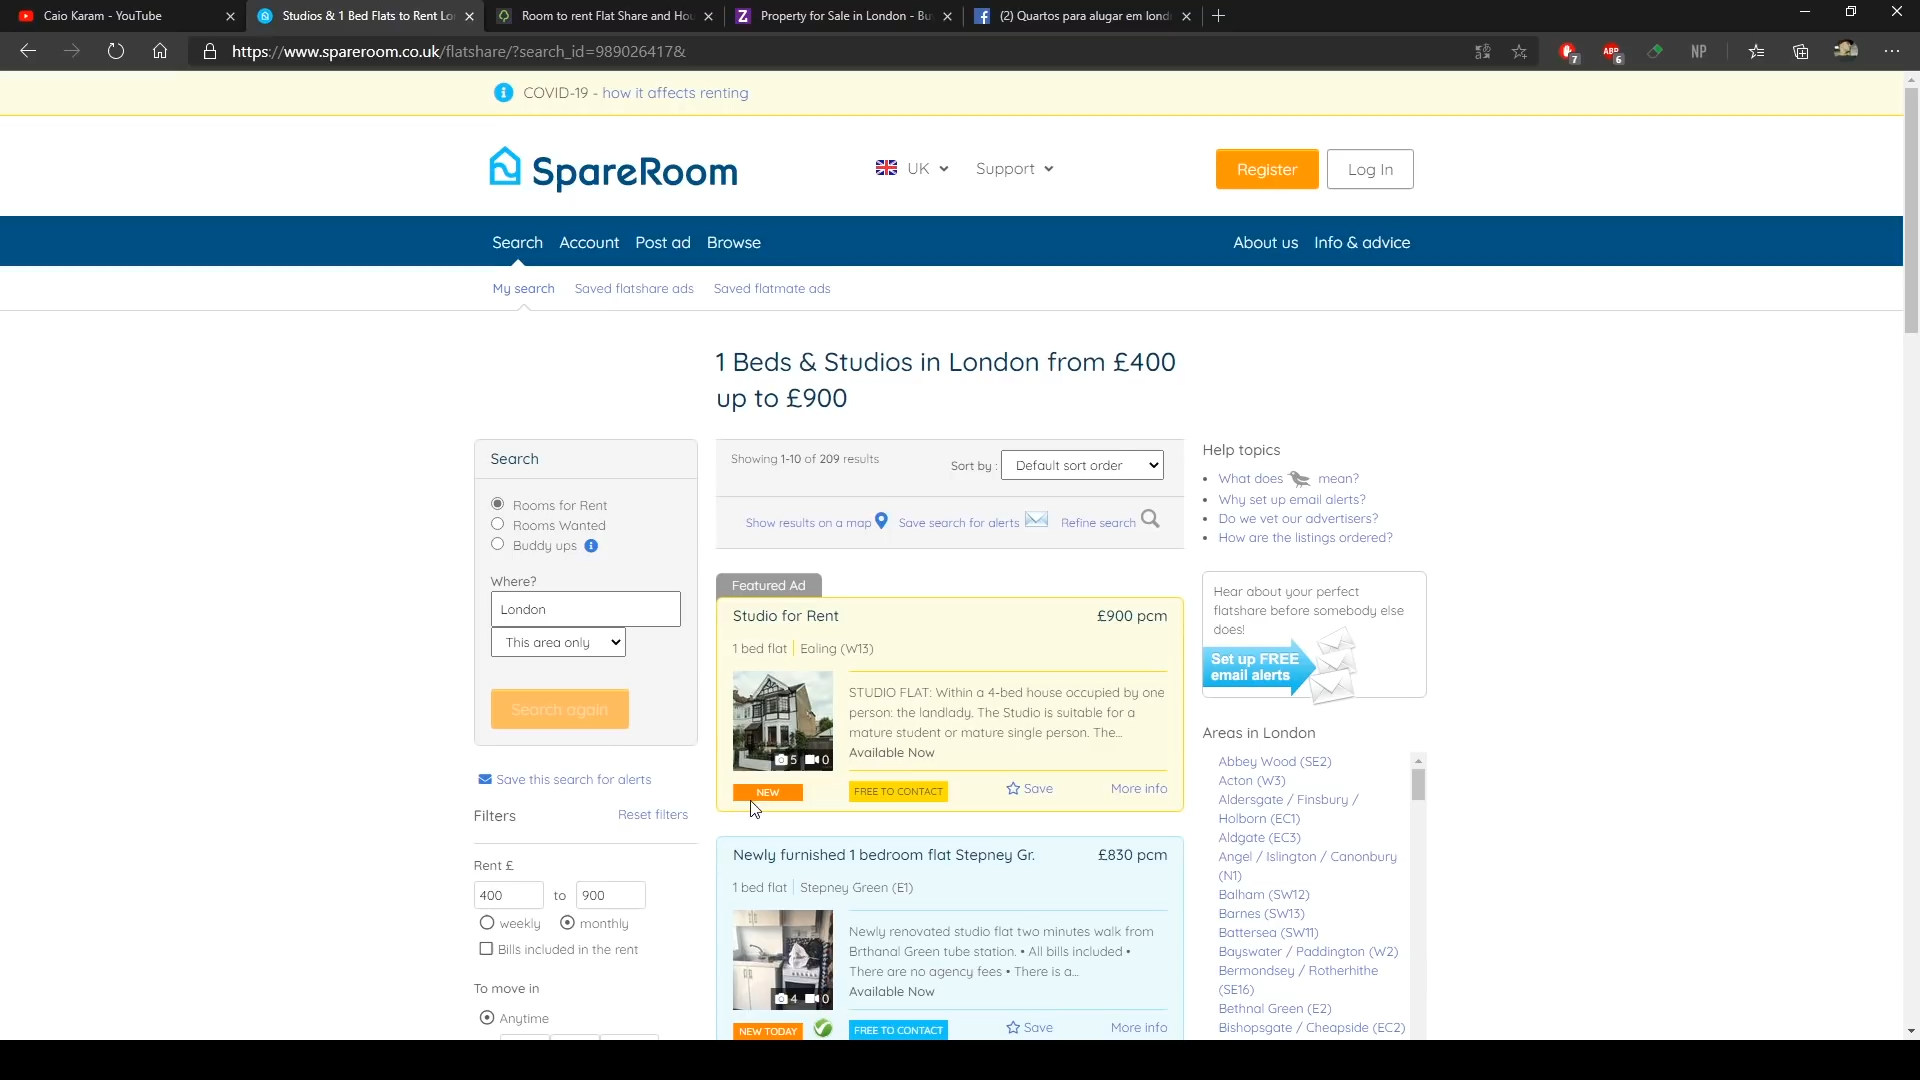 Caio Karam - YouTube
Studios & 1 Bed Flats to Rent Lo
Room to rent Flat Share and Hou
Property for Sale in London - Bu
(2) Quartos para alugar em lond
https://www.spareroom.co.uk/flatshare/?search_id=989026417&
7
ABP
6
NP
COVID-19 - how it affects renting
SpareRoom
UK
Support
Register
Log In
Search
Account
Post ad
Browse
About us
Info & advice
My search
Saved flatshare ads
Saved flatmate ads
1 Beds & Studios in London from £400
up to £900
Search
Rooms for Rent
Rooms Wanted
Buddy ups
Where?
London
This area only
Search again
Save this search for alerts
Filters
Reset filters
Rent £
400
to
900
weekly
monthly
Bills included in the rent
To move in
Anytime
Showing 1-10 of 209 results
Sort by :
Default sort order
Show results on a map
Save search for alerts
Refine search
Featured Ad
Studio for Rent
£900 pcm
1 bed flat
Ealing (W13)
STUDIO FLAT: Within a 4-bed house occupied by one
person: the landlady. The Studio is suitable for a
mature student or mature single person. The...
Available Now
5
0
NEW
FREE TO CONTACT
Save
More info
Newly furnished 1 bedroom flat Stepney Gr.
£830 pcm
1 bed flat
Stepney Green (E1)
Newly renovated studio flat two minutes walk from
Brthanal Green tube station. • All bills included •
There are no agency fees • There is a...
Available Now
4
0
NEW TODAY
FREE TO CONTACT
Save
More info
Help topics
What does mean?
Why set up email alerts?
Do we vet our advertisers?
How are the listings ordered?
Hear about your perfect
flatshare before somebody else
does!
Set up FREE
email alerts
Areas in London
Abbey Wood (SE2)
Acton (W3)
Aldersgate / Finsbury /
Holborn (EC1)
Aldgate (EC3)
Angel / Islington / Canonbury
(N1)
Balham (SW12)
Barnes (SW13)
Battersea (SW11)
Bayswater / Paddington (W2)
Bermondsey / Rotherhithe
(SE16)
Bethnal Green (E2)
Bishopsgate / Cheapside (EC2)